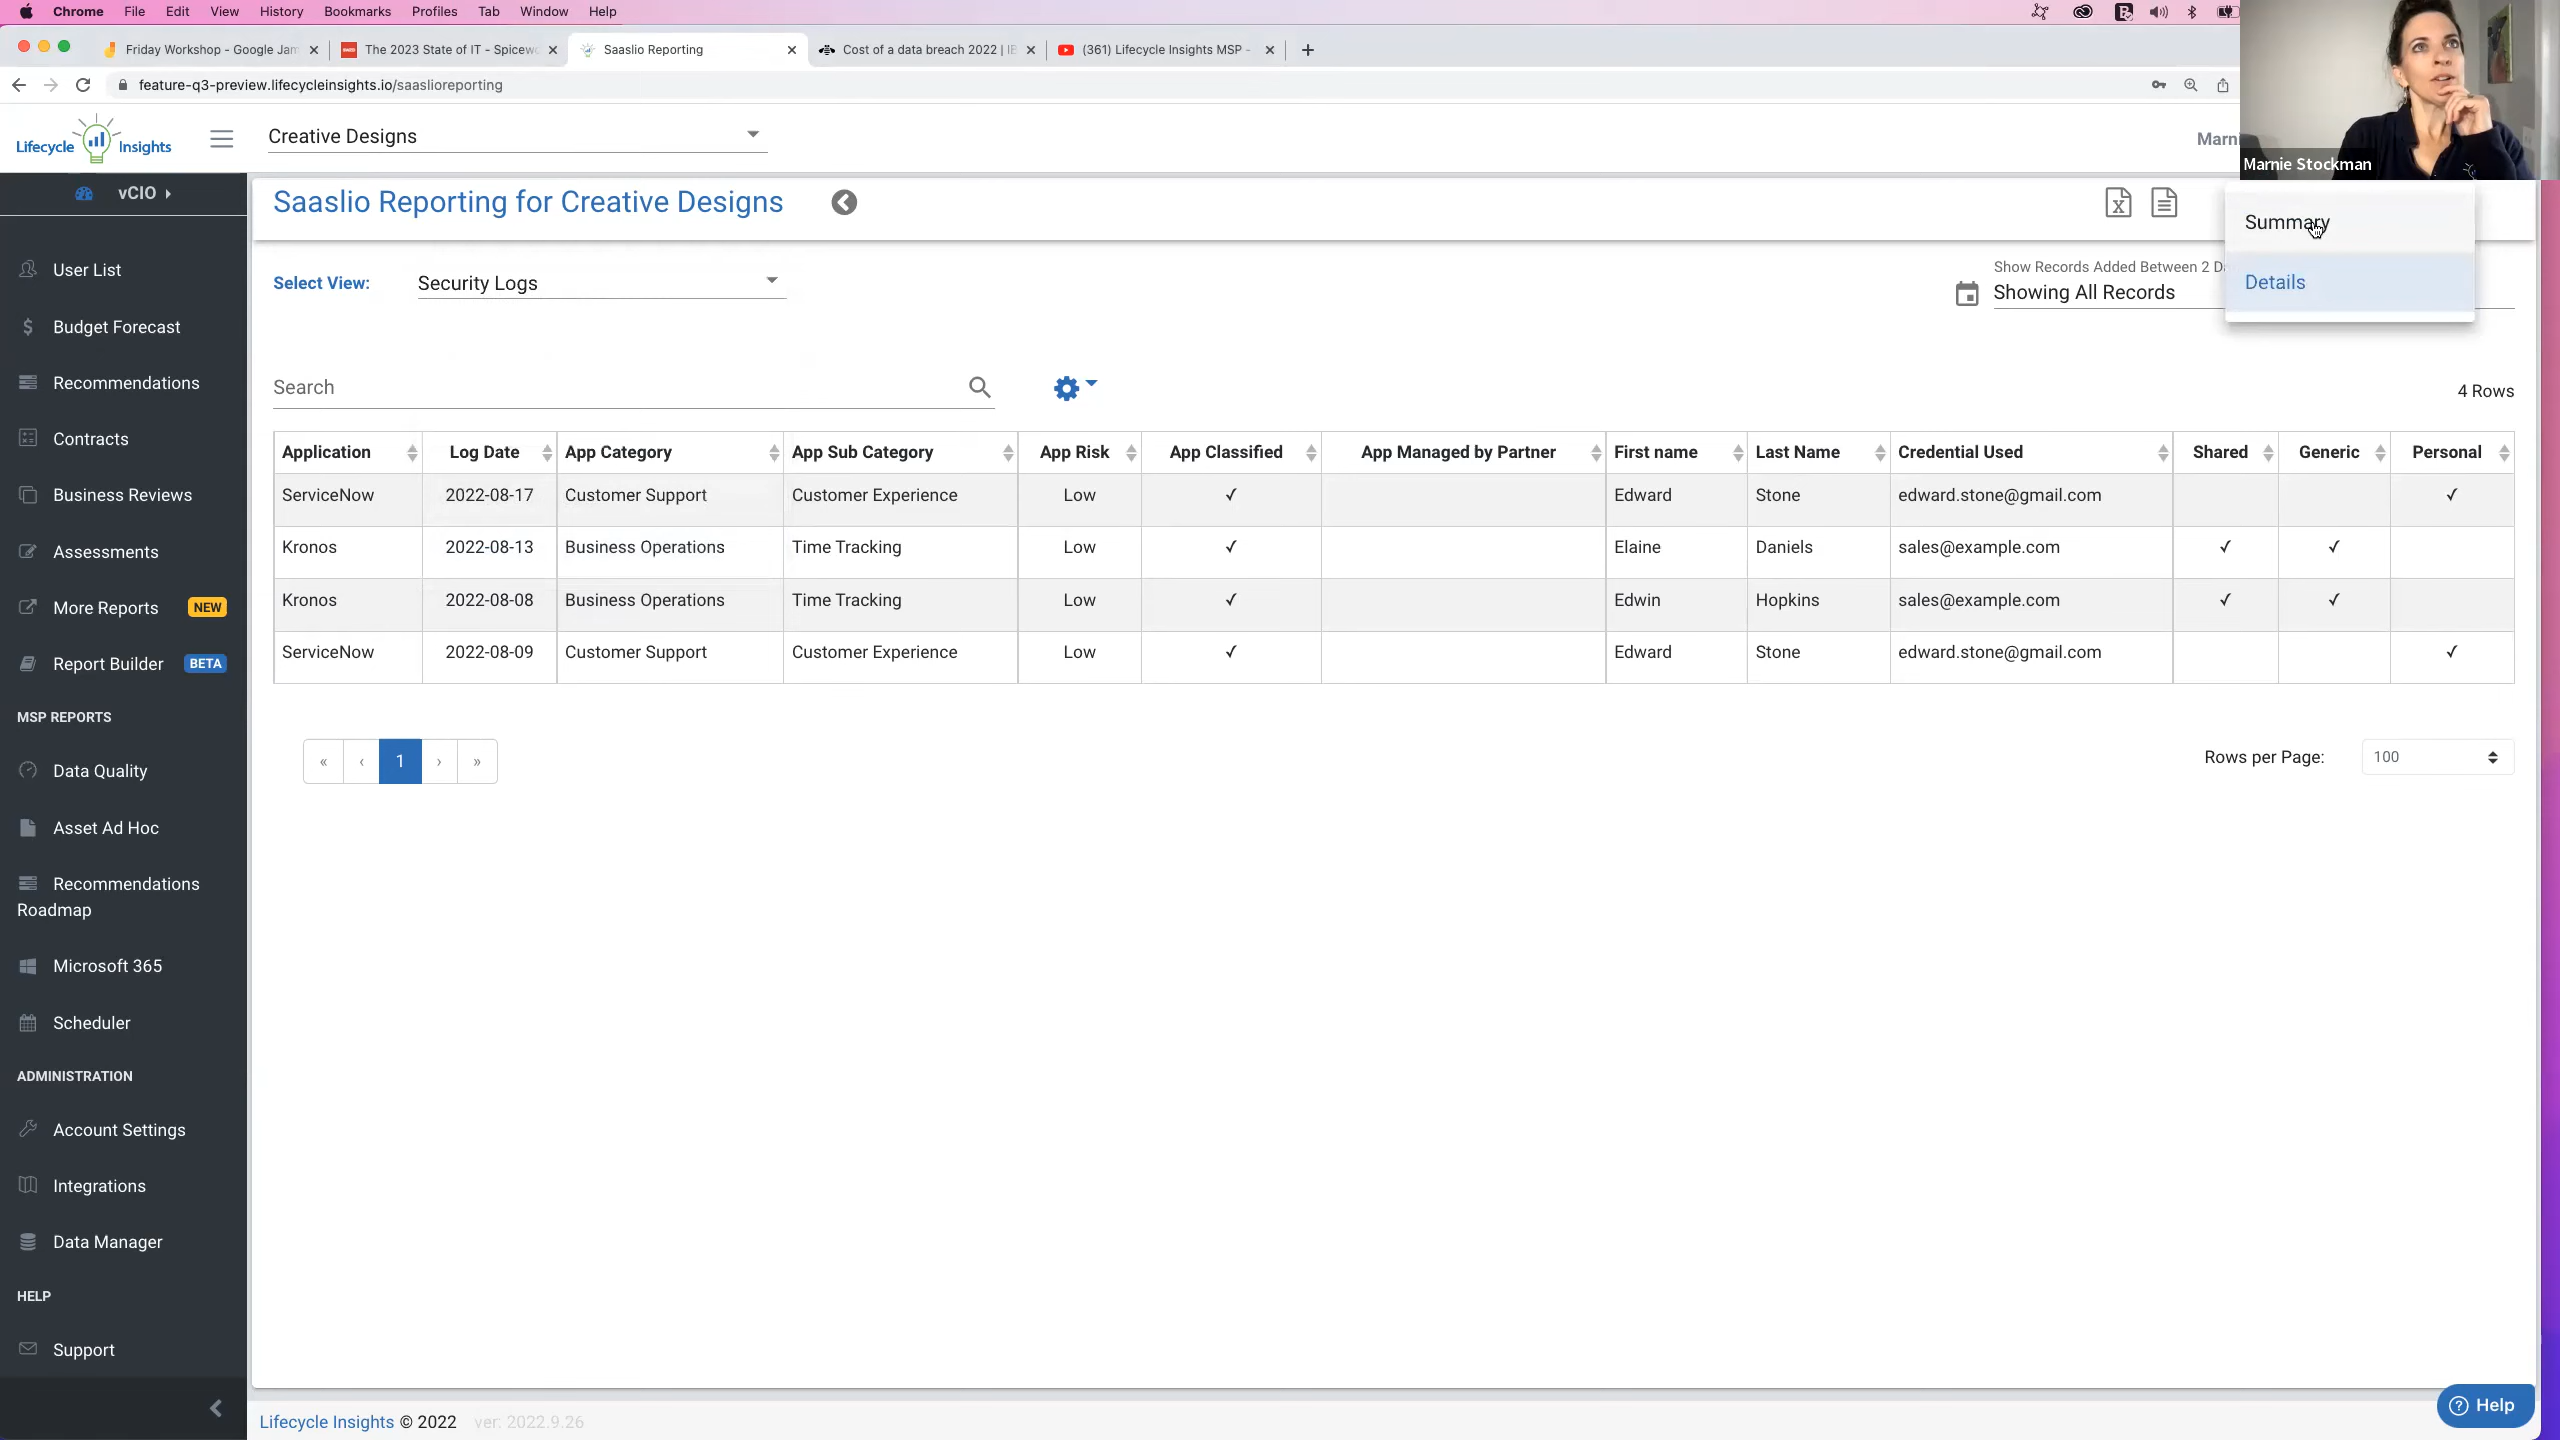 Chrome File Edit View History Bookmarks Profiles Tab Window Help
Friday Workshop - Google Jam
The 2023 State of IT - Spicewo
Saaslio Reporting
Cost of a data breach 2022 | IB
(361) Lifecycle Insights MSP -
feature-q3-preview.lifecycleinsights.io/saaslioreporting
Lifecycle Insights
Creative Designs
Marni
Marnie Stockman
vCIO
Saaslio Reporting for Creative Designs
Summary
Details
Select View: Security Logs
Show Records Added Between 2 D
Showing All Records
Search
4 Rows
Application Log Date App Category App Sub Category App Risk App Classified App Managed by Partner First name Last Name Credential Used Shared Generic Personal
ServiceNow 2022-08-17 Customer Support Customer Experience Low ✓ Edward Stone edward.stone@gmail.com ✓
Kronos 2022-08-13 Business Operations Time Tracking Low ✓ Elaine Daniels sales@example.com ✓ ✓
Kronos 2022-08-08 Business Operations Time Tracking Low ✓ Edwin Hopkins sales@example.com ✓ ✓
ServiceNow 2022-08-09 Customer Support Customer Experience Low ✓ Edward Stone edward.stone@gmail.com ✓
« ‹ 1 › »
Rows per Page: 100
User List
Budget Forecast
Recommendations
Contracts
Business Reviews
Assessments
More Reports NEW
Report Builder BETA
MSP REPORTS
Data Quality
Asset Ad Hoc
Recommendations
Roadmap
Microsoft 365
Scheduler
ADMINISTRATION
Account Settings
Integrations
Data Manager
HELP
Support
Lifecycle Insights © 2022 ver: 2022.9.26
Help